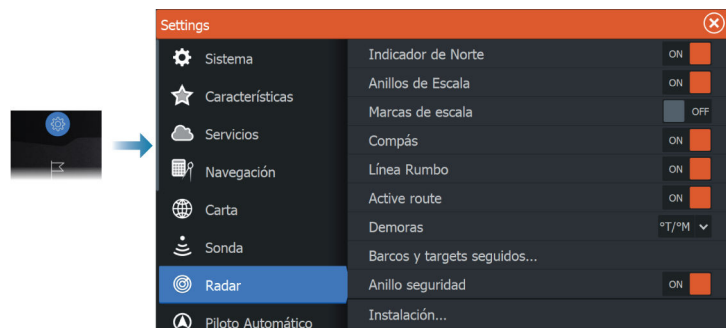 Settings
Sistema
Características
Servicios
Navegación
Carta
Sonda
Radar
Piloto Automático
Indicador de Norte ON
Anillos de Escala ON
Marcas de escala OFF
Compás ON
Línea Rumbo ON
Active route ON
Demoras °T/°M
Barcos y targets seguidos...
Anillo seguridad ON
Instalación...